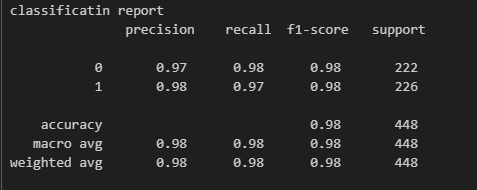 classificatin report
precision recall f1-score support
0 0.97 0.98 0.98 222
1 0.98 0.97 0.98 226
accuracy 0.98 448
macro avg 0.98 0.98 0.98 448
weighted avg 0.98 0.98 0.98 448